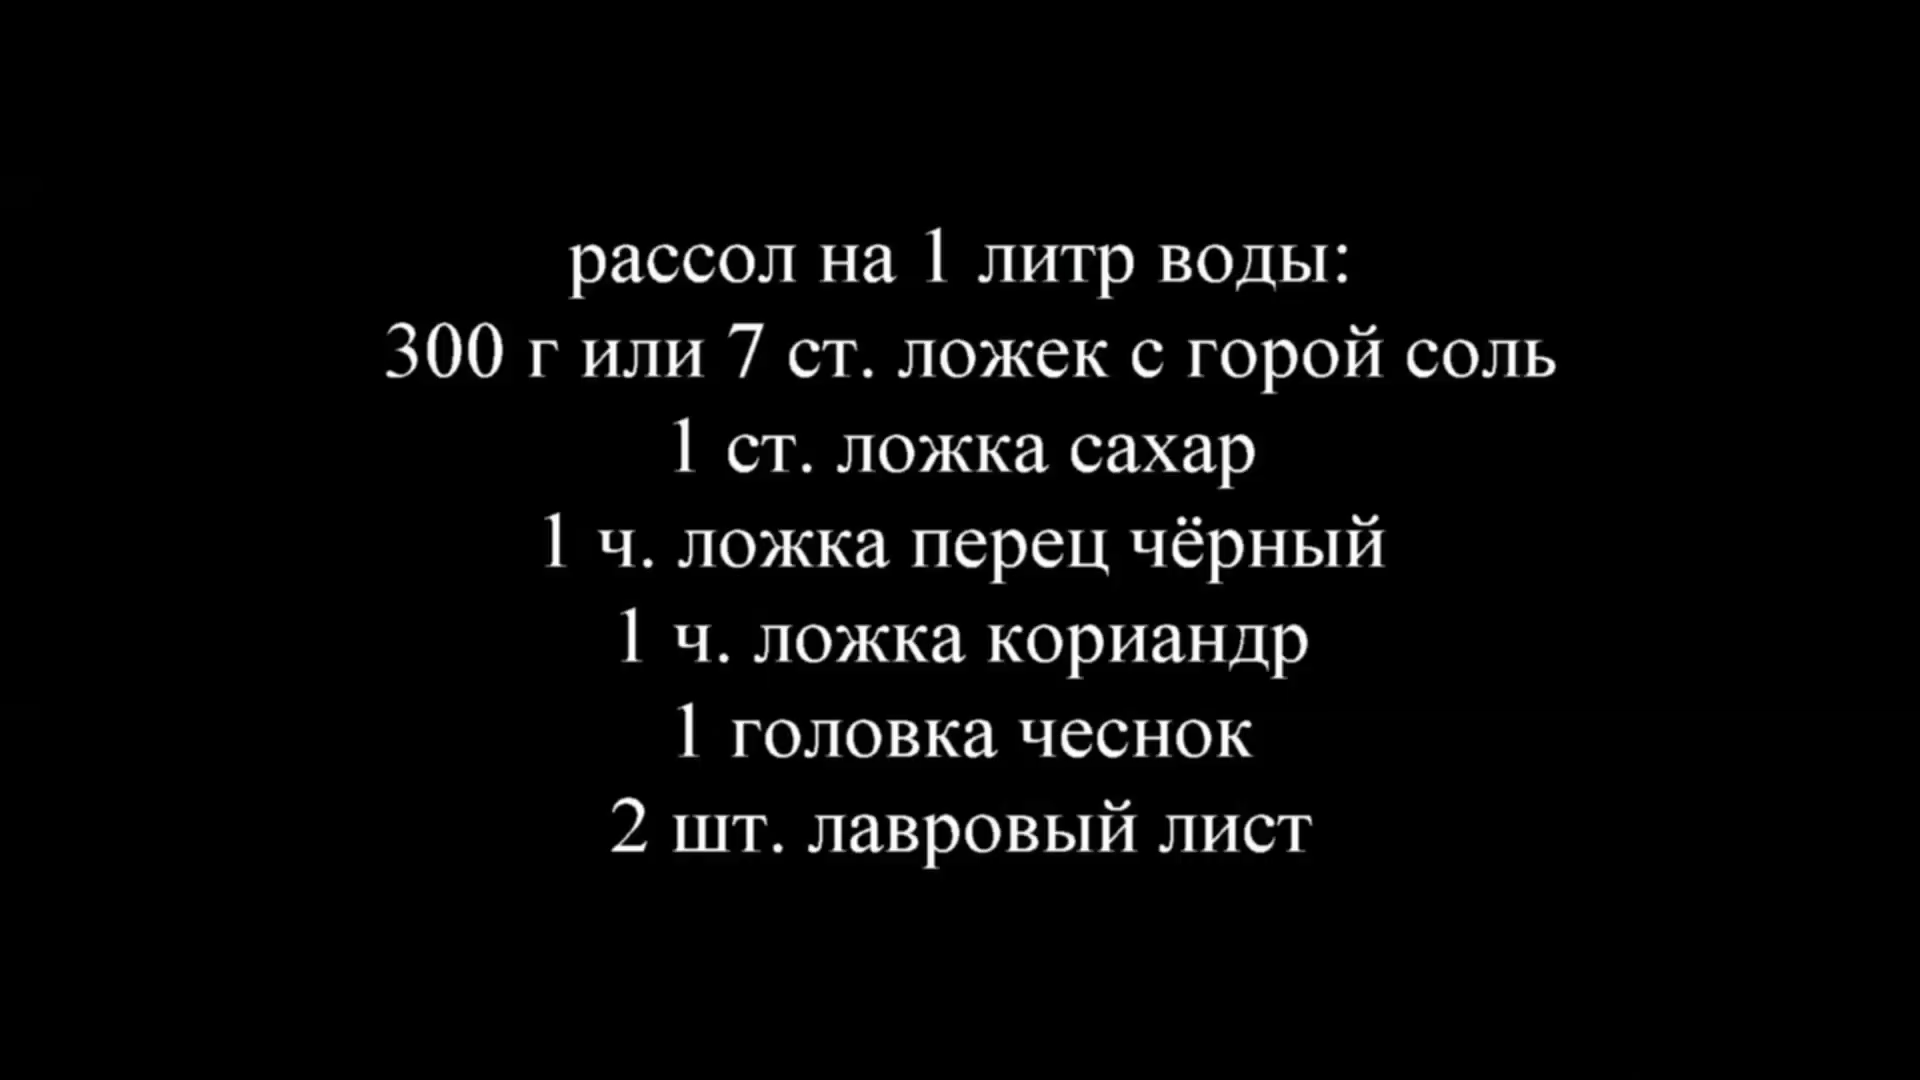 рассол на 1 литр воды:
300 г или 7 ст. ложек с горой соль
1 ст. ложка сахар
1 ч. ложка перец чёрный
1 ч. ложка кориандр
1 головка чеснок
2 шт. лавровый лист